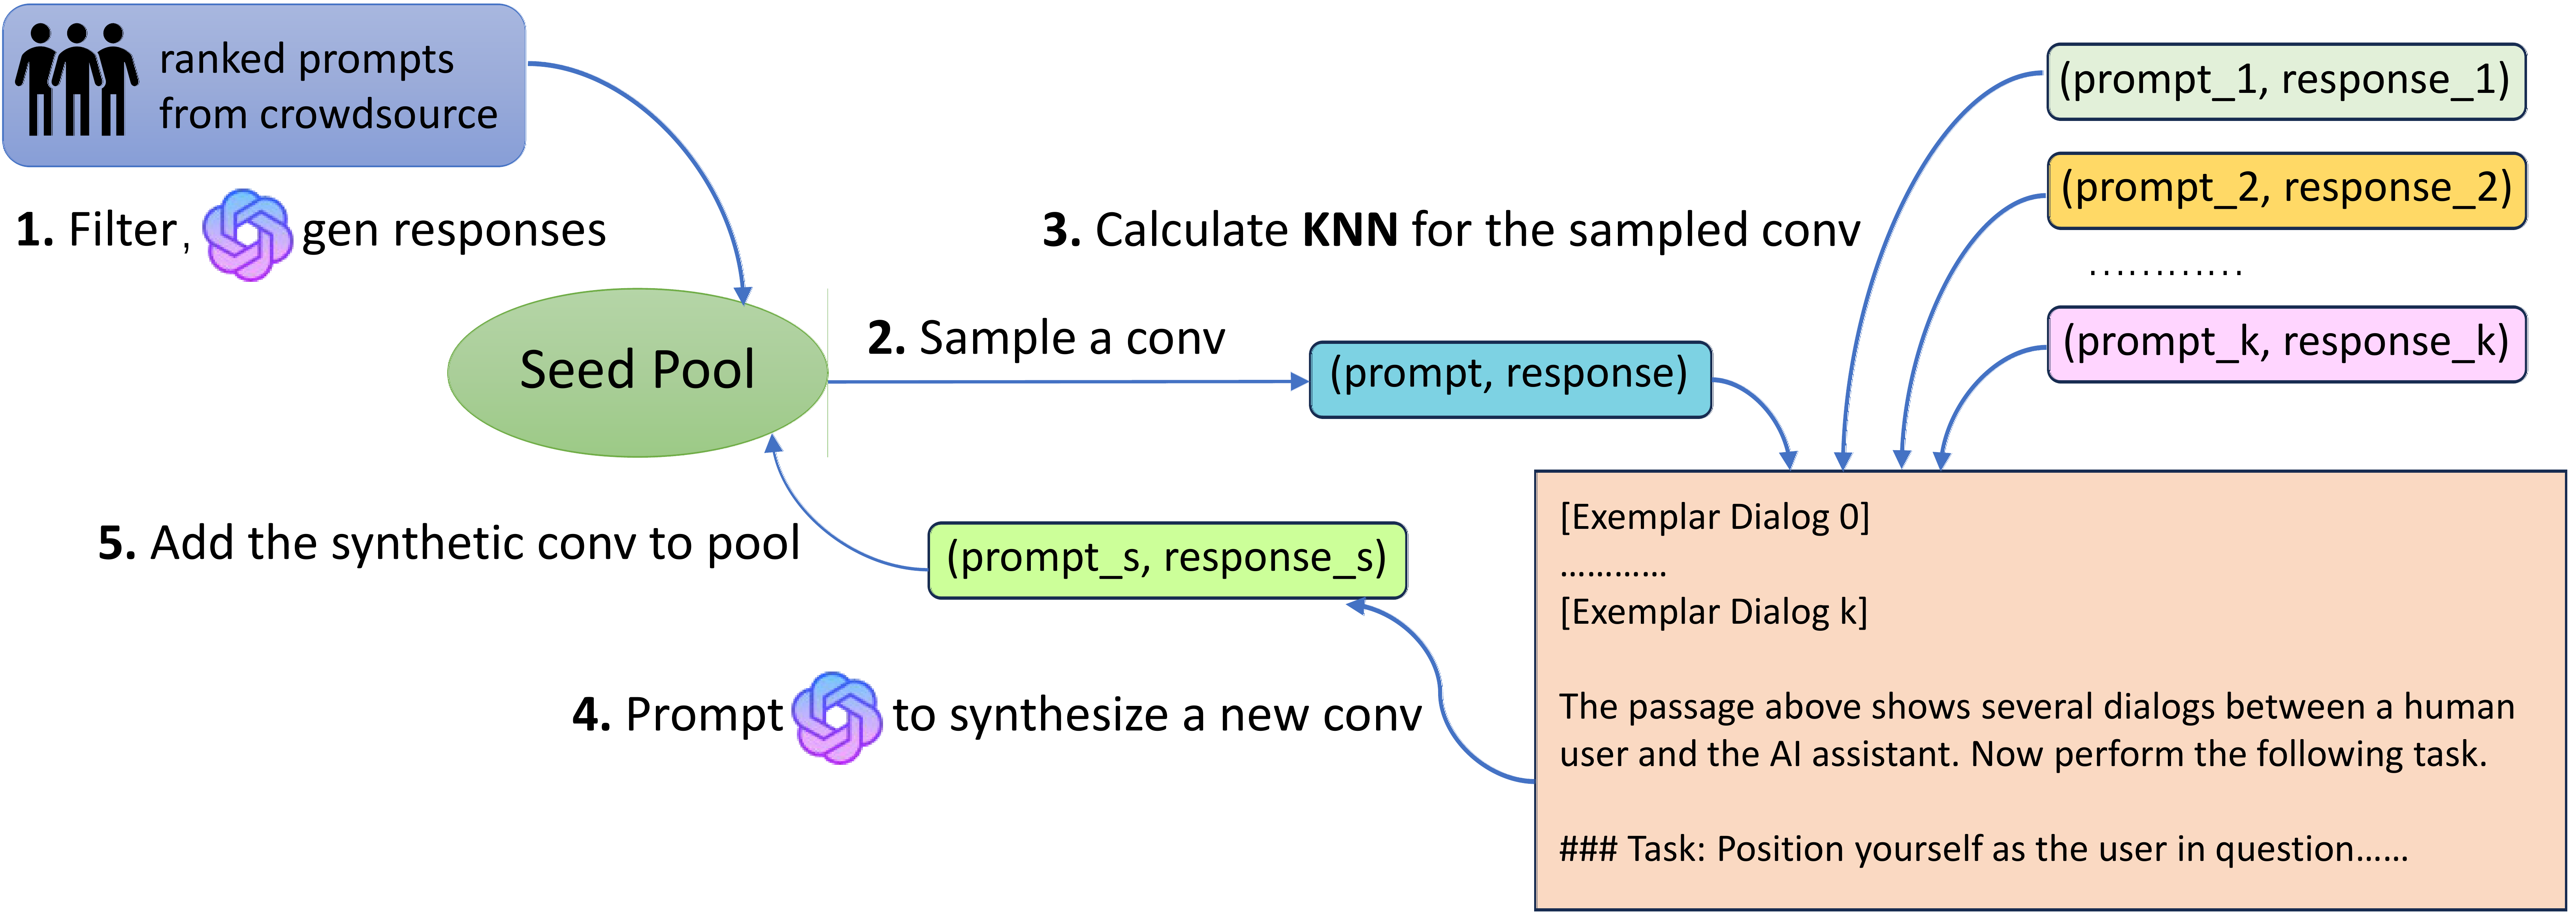 ranked prompts
from crowdsource
1. Filter, gen responses
Seed Pool
2. Sample a conv
(prompt, response)
3. Calculate KNN for the sampled conv
(prompt_1, response_1)
(prompt_2, response_2)
............
(prompt_k, response_k)
[Exemplar Dialog 0]
............
[Exemplar Dialog k]
The passage above shows several dialogs between a human
user and the AI assistant. Now perform the following task.
### Task: Position yourself as the user in question......
4. Prompt to synthesize a new conv
(prompt_s, response_s)
5. Add the synthetic conv to pool